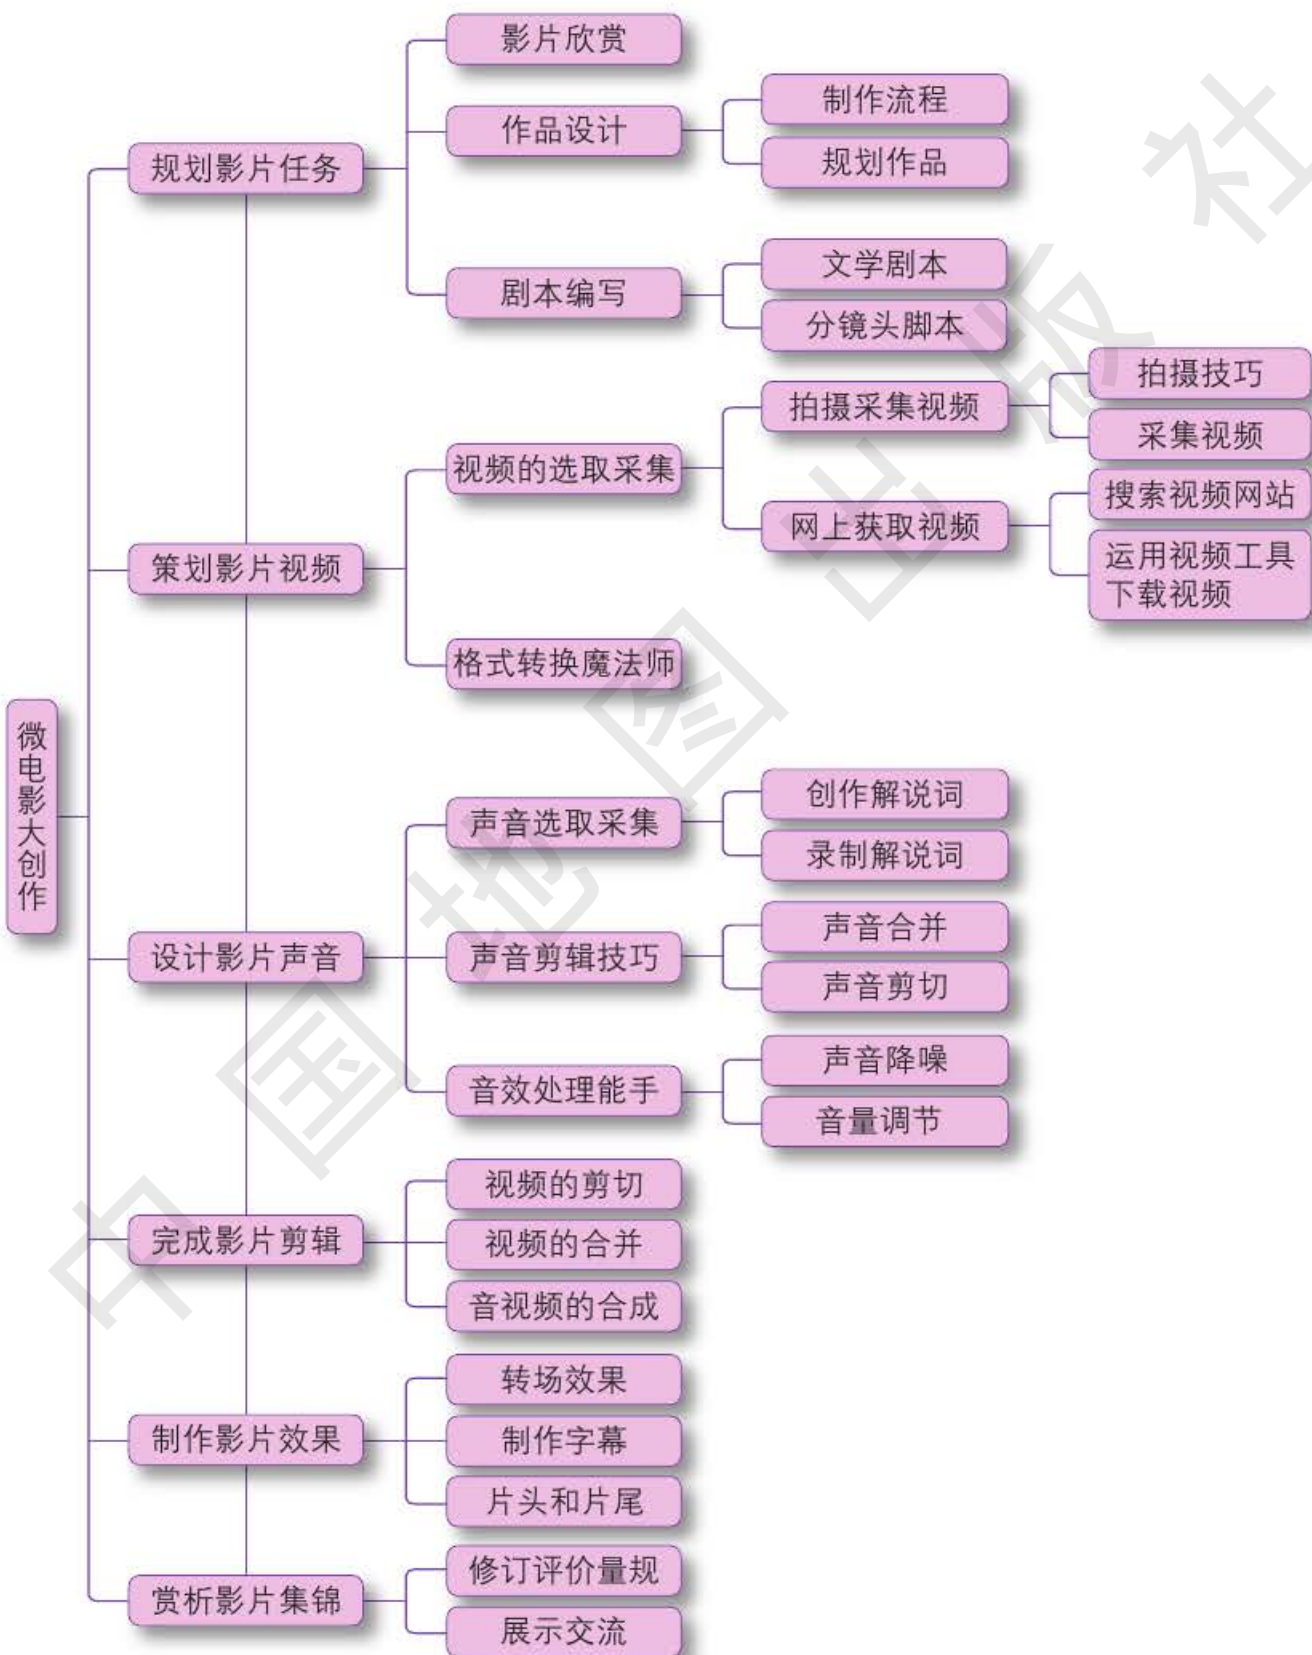 微电影大创作
规划影片任务
影片欣赏
作品设计
制作流程
规划作品
剧本编写
文学剧本
分镜头脚本
策划影片视频
视频的选取采集
拍摄采集视频
拍摄技巧
采集视频
网上获取视频
搜索视频网站
运用视频工具
下载视频
格式转换魔法师
设计影片声音
声音选取采集
创作解说词
录制解说词
声音剪辑技巧
声音合并
声音剪切
音效处理能手
声音降噪
音量调节
完成影片剪辑
视频的剪切
视频的合并
音视频的合成
制作影片效果
转场效果
制作字幕
片头和片尾
赏析影片集锦
修订评价量规
展示交流
中国地图出版社